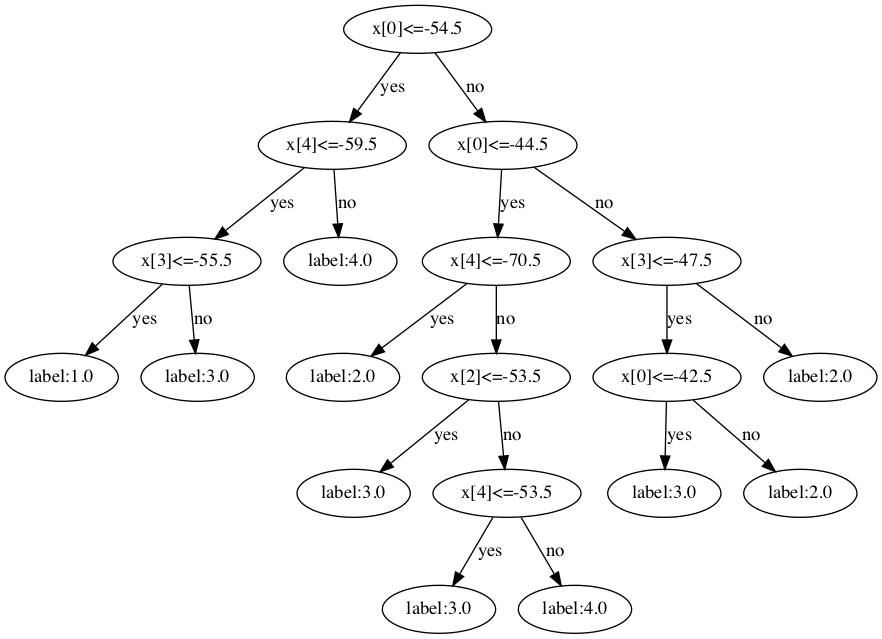 x[0]<=-54.5
yes
no
x[4]<=-59.5
x[0]<=-44.5
yes
no
yes
no
x[3]<=-55.5
label:4.0
x[4]<=-70.5
x[3]<=-47.5
yes
no
yes
no
yes
no
label:1.0
label:3.0
label:2.0
x[2]<=-53.5
x[0]<=-42.5
label:2.0
yes
no
yes
no
label:3.0
x[4]<=-53.5
label:3.0
label:2.0
yes
no
label:3.0
label:4.0